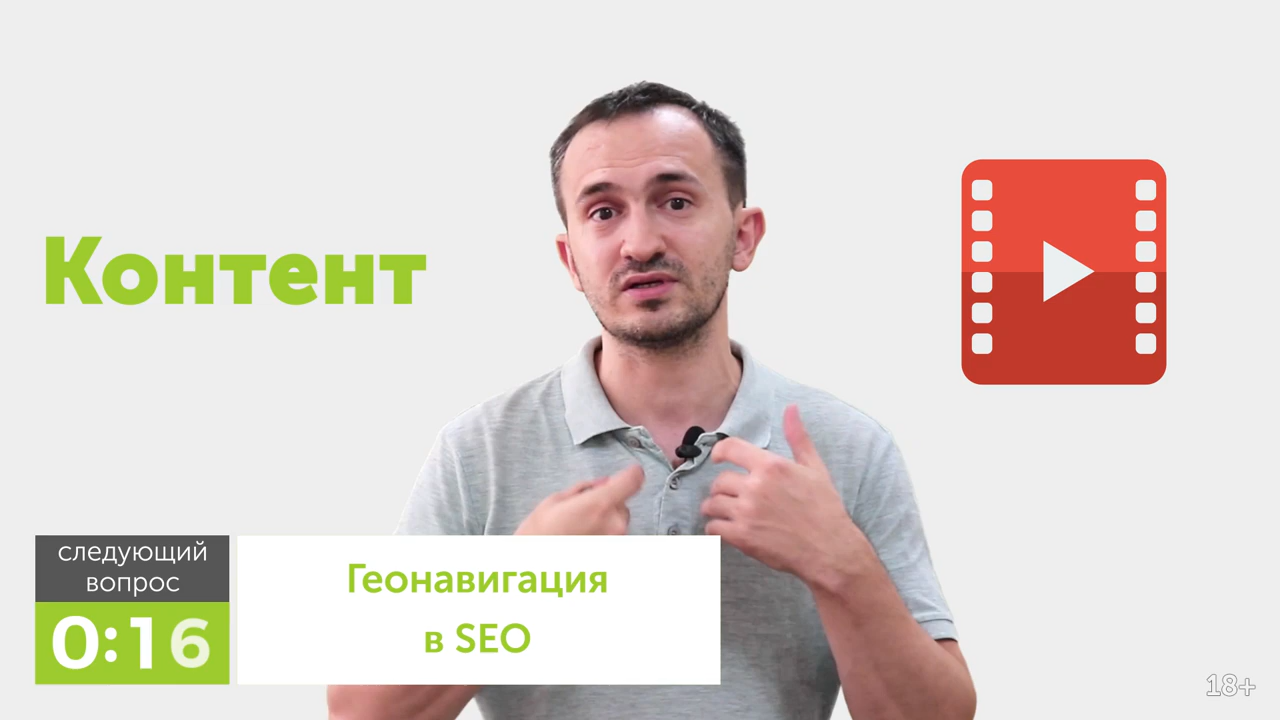 Контент
следующий
вопрос
0:16
Геонавигация
в SEO
18+